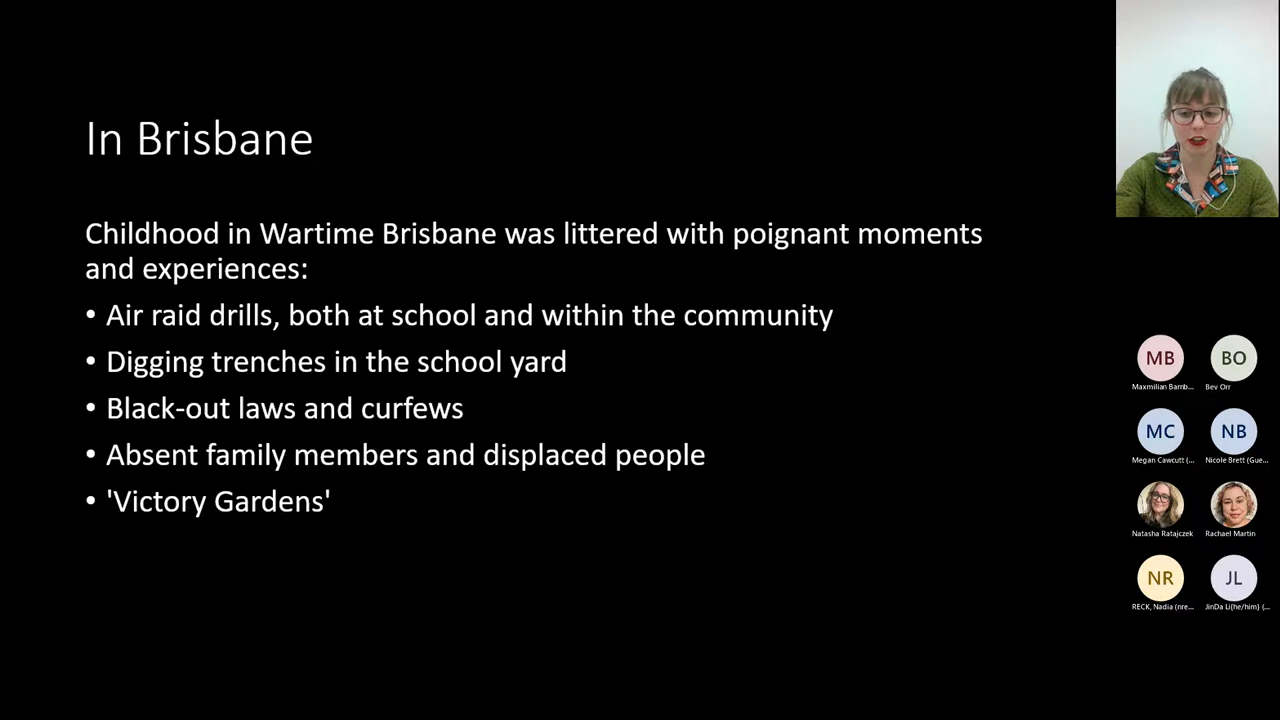 In Brisbane
Childhood in Wartime Brisbane was littered with poignant moments
and experiences:
• Air raid drills, both at school and within the community
• Digging trenches in the school yard
• Black-out laws and curfews
• Absent family members and displaced people
• 'Victory Gardens'
MB BO
Maxmilian Bamb... Bev Orr
MC NB
Megan Cawcutt (... Nicole Brett (Gue...
Natasha Ratajczek Rachael Martin
NR JL
RECK, Nadia (nre... JinDa Li(he/him) (...